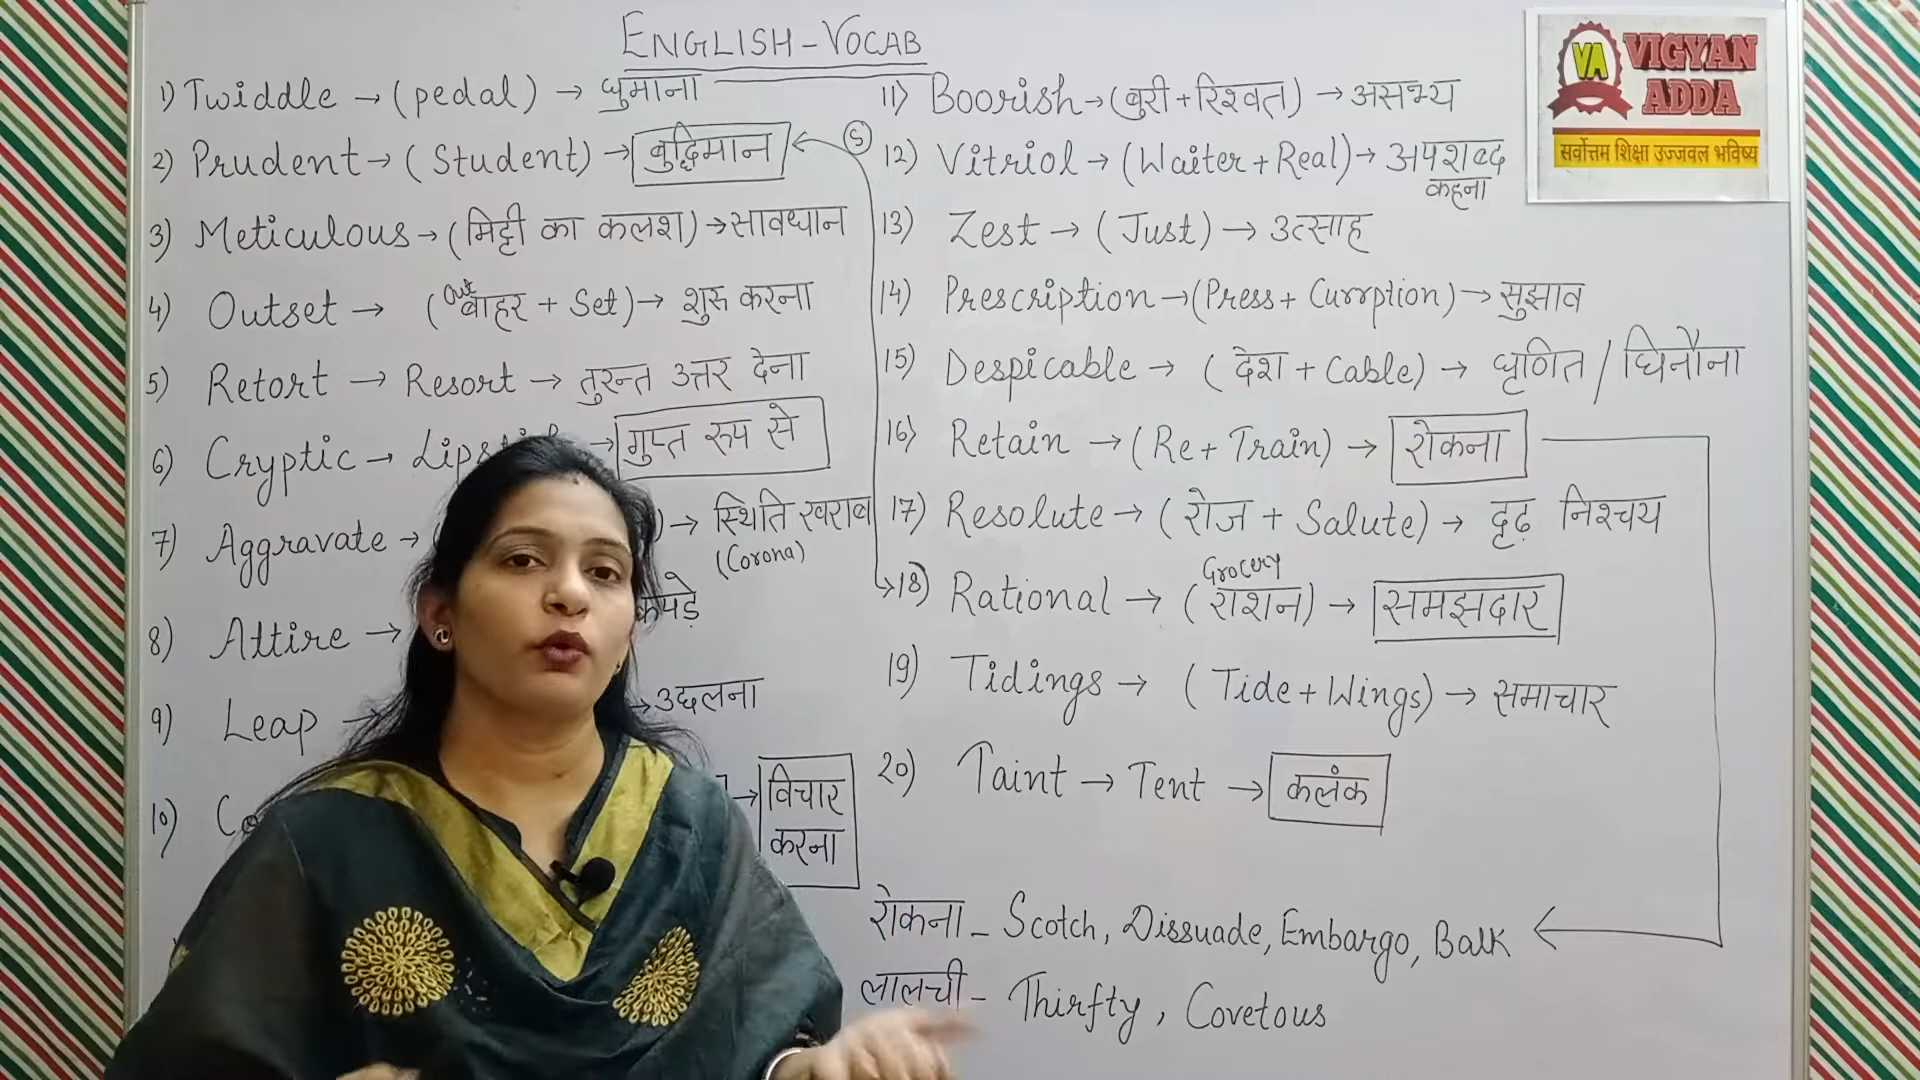 ENGLISH-VOCAB
1) Twiddle → (pedal) → घुमाना
2) Prudent → (Student) → बुद्धिमान
3) Meticulous → (मिट्टी का कलश) → सावधान
4) Outset → (Out बाहर + Set) → शुरु करना
5) Retort → Resort → तुरन्त उत्तर देना
6) Cryptic → → गुप्त रूप से
7) Aggravate → ( ) → स्थिति खराब
(Corona)
8) Attire → कपड़े
9) Leap → → उछलना
10) → विचार
करना
11) Boorish → (बुरी + रिश्वत) → असभ्य
S
12) Vitriol → (Waiter + Real) → अपशब्द
कहना
13) Zest → (Just) → उत्साह
14) Prescription → (Press + Currption) → सुझाव
15) Despicable → (देश + Cable) → घृणित / घिनौना
16) Retain → (Re + Train) → रोकना
17) Resolute → (रोज + Salute) → दृढ़ निश्चय
Grocery
18) Rational → (राशन) → समझदार
19) Tidings → (Tide + Wings) → समाचार
20) Taint → Tent → कलंक
रोकना - Scotch, Dissuade, Embargo, Balk
लालची - Thirfty, Covetous
VA VIGYAN
ADDA
सर्वोत्तम शिक्षा उज्जवल भविष्य